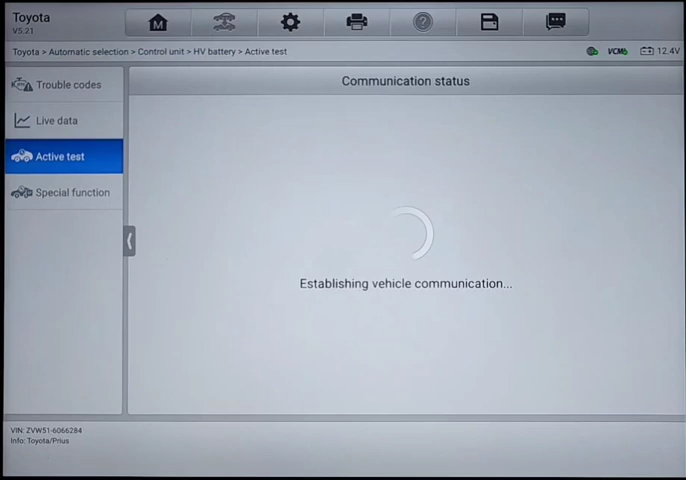 Toyota
V5.21
M
?
Toyota > Automatic selection > Control unit > HV battery > Active test
VCMI
12.4V
Trouble codes
Communication status
Live data
Active test
Special function
Establishing vehicle communication...
VIN: ZVW51-6066284
Info: Toyota/Prius